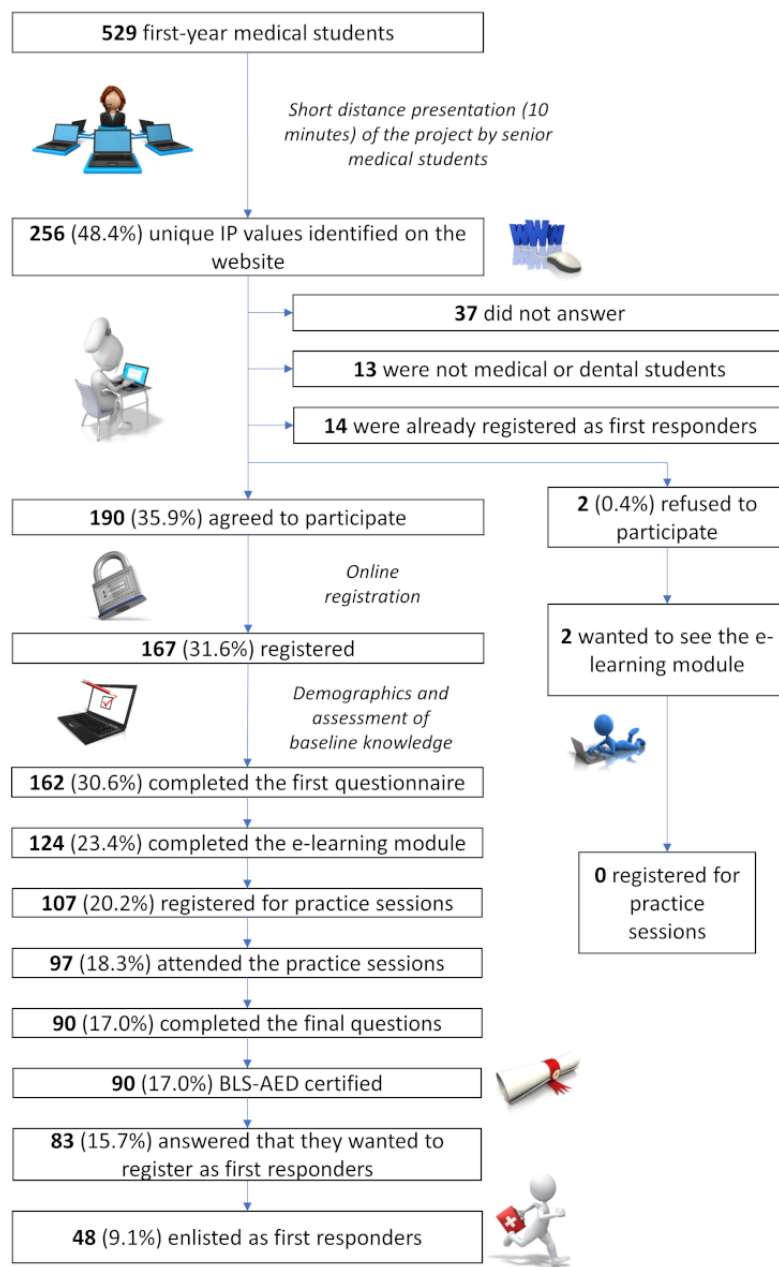 529 first-year medical students
Short distance presentation (10
minutes) of the project by senior
medical students
256 (48.4%) unique IP values identified on the
website
WWW
37 did not answer
13 were not medical or dental students
14 were already registered as first responders
190 (35.9%) agreed to participate
2 (0.4%) refused to
participate
Online
registration
167 (31.6%) registered
2 wanted to see the e-
learning module
Demographics and
assessment of
baseline knowledge
162 (30.6%) completed the first questionnaire
124 (23.4%) completed the e-learning module
107 (20.2%) registered for practice sessions
0 registered for
practice
sessions
97 (18.3%) attended the practice sessions
90 (17.0%) completed the final questions
90 (17.0%) BLS-AED certified
83 (15.7%) answered that they wanted to
register as first responders
48 (9.1%) enlisted as first responders